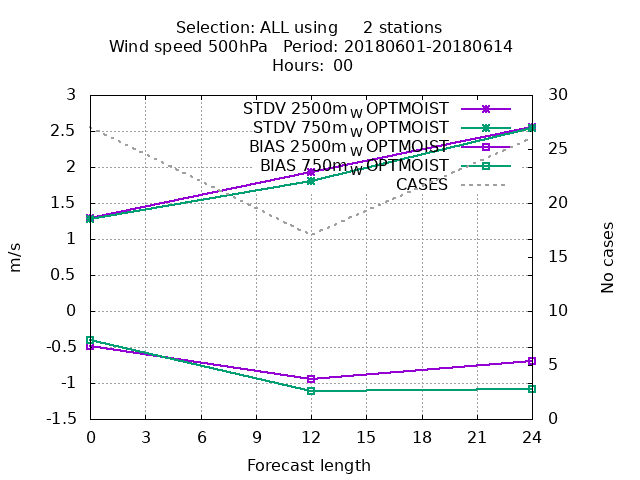 Selection: ALL using     2 stations
Wind speed 500hPa   Period: 20180601-20180614
Hours:  00
STDV 2500m_W OPTMOIST
STDV 750m_W OPTMOIST
BIAS 2500m_W OPTMOIST
BIAS 750m_W OPTMOIST
CASES
3
2.5
2
1.5
1
0.5
0
-0.5
-1
-1.5
m/s
30
25
20
15
10
5
0
No cases
0 3 6 9 12 15 18 21 24
Forecast length